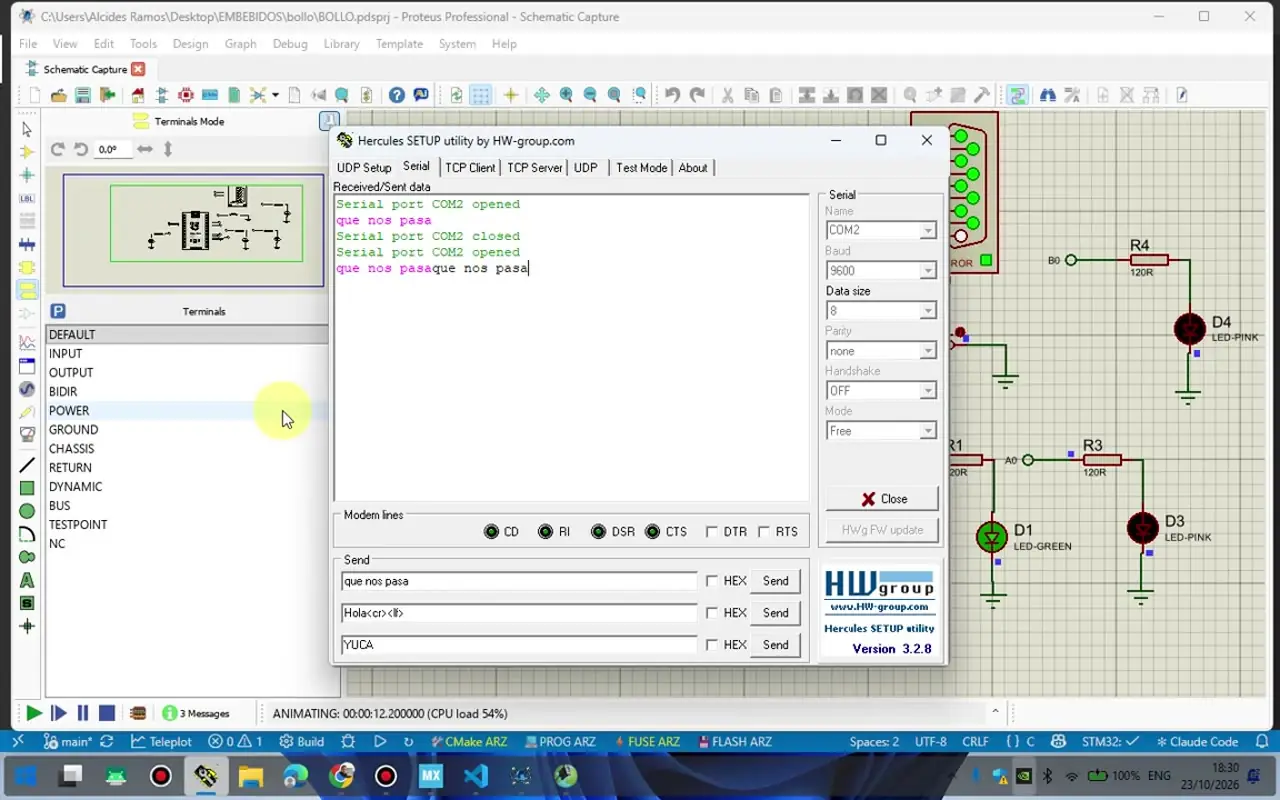 C:\Users\Alcides Ramos\Desktop\EMBEBIDOS\bollo\BOLLO.pdsprj - Proteus Professional - Schematic Capture
File View Edit Tools Design Graph Debug Library Template System Help
Schematic Capture
Terminals Mode
0.0°
LBL
Terminals
DEFAULT
INPUT
OUTPUT
BIDIR
POWER
GROUND
CHASSIS
RETURN
DYNAMIC
BUS
TESTPOINT
NC
Hercules SETUP utility by HW-group.com
UDP Setup Serial TCP Client TCP Server UDP Test Mode About
Received/Sent data
Serial port COM2 opened
que nos pasa
Serial port COM2 closed
Serial port COM2 opened
que nos pasaque nos pasa
Serial
Name
COM2
Baud
9600
Data size
8
Parity
none
Handshake
OFF
Mode
Free
Close
HWg FW update
Modem lines
CD RI DSR CTS DTR RTS
Send
que nos pasa HEX Send
Hola<cr><lf> HEX Send
YUCA HEX Send
HW group
www.HW-group.com
Hercules SETUP utility
Version 3.2.8
ROR
B0
R4
120R
D4
LED-PINK
R1
20R
A0
R3
120R
D1
LED-GREEN
D3
LED-PINK
3 Messages
ANIMATING: 00:00:12.200000 (CPU load 54%)
main* Teleplot 0 1 Build CMake ARZ PROG ARZ FUSE ARZ FLASH ARZ Spaces: 2 UTF-8 CRLF { } C STM32: Claude Code
MX
100% ENG
18:30
23/10/2026